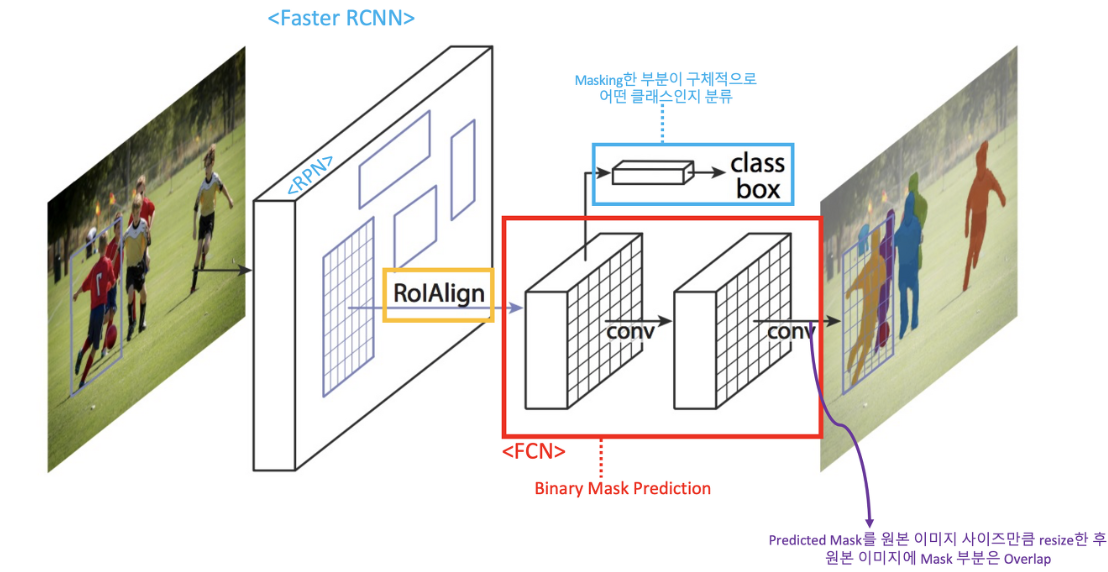 <Faster RCNN>
Masking한 부분이 구체적으로
어떤 클래스인지 분류
<RPN>
class
box
RoIAlign
conv
conv
<FCN>
Binary Mask Prediction
Predicted Mask를 원본 이미지 사이즈만큼 resize한 후
원본 이미지에 Mask 부분은 Overlap